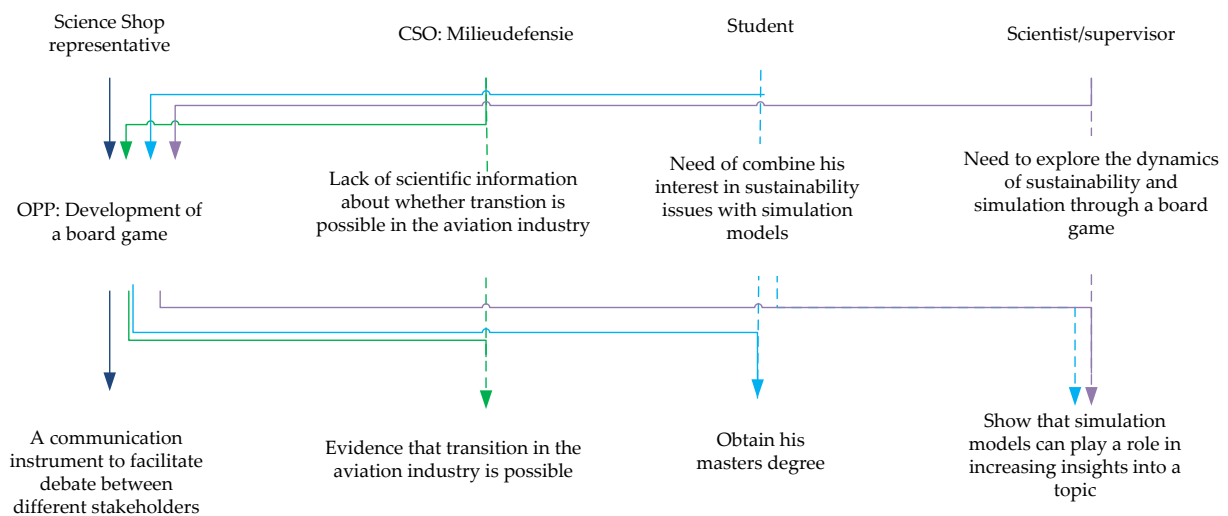 Science Shop
representative
CSO: Milieudefensie
Student
Scientist/supervisor
OPP: Development of
a board game
Lack of scientific information
about whether transtion is
possible in the aviation industry
Need of combine his
interest in sustainability
issues with simulation
models
Need to explore the dynamics
of sustainability and
simulation through a board
game
A communication
instrument to facilitate
debate between
different stakeholders
Evidence that transition in the
aviation industry is possible
Obtain his
masters degree
Show that simulation
models can play a role in
increasing insights into a
topic